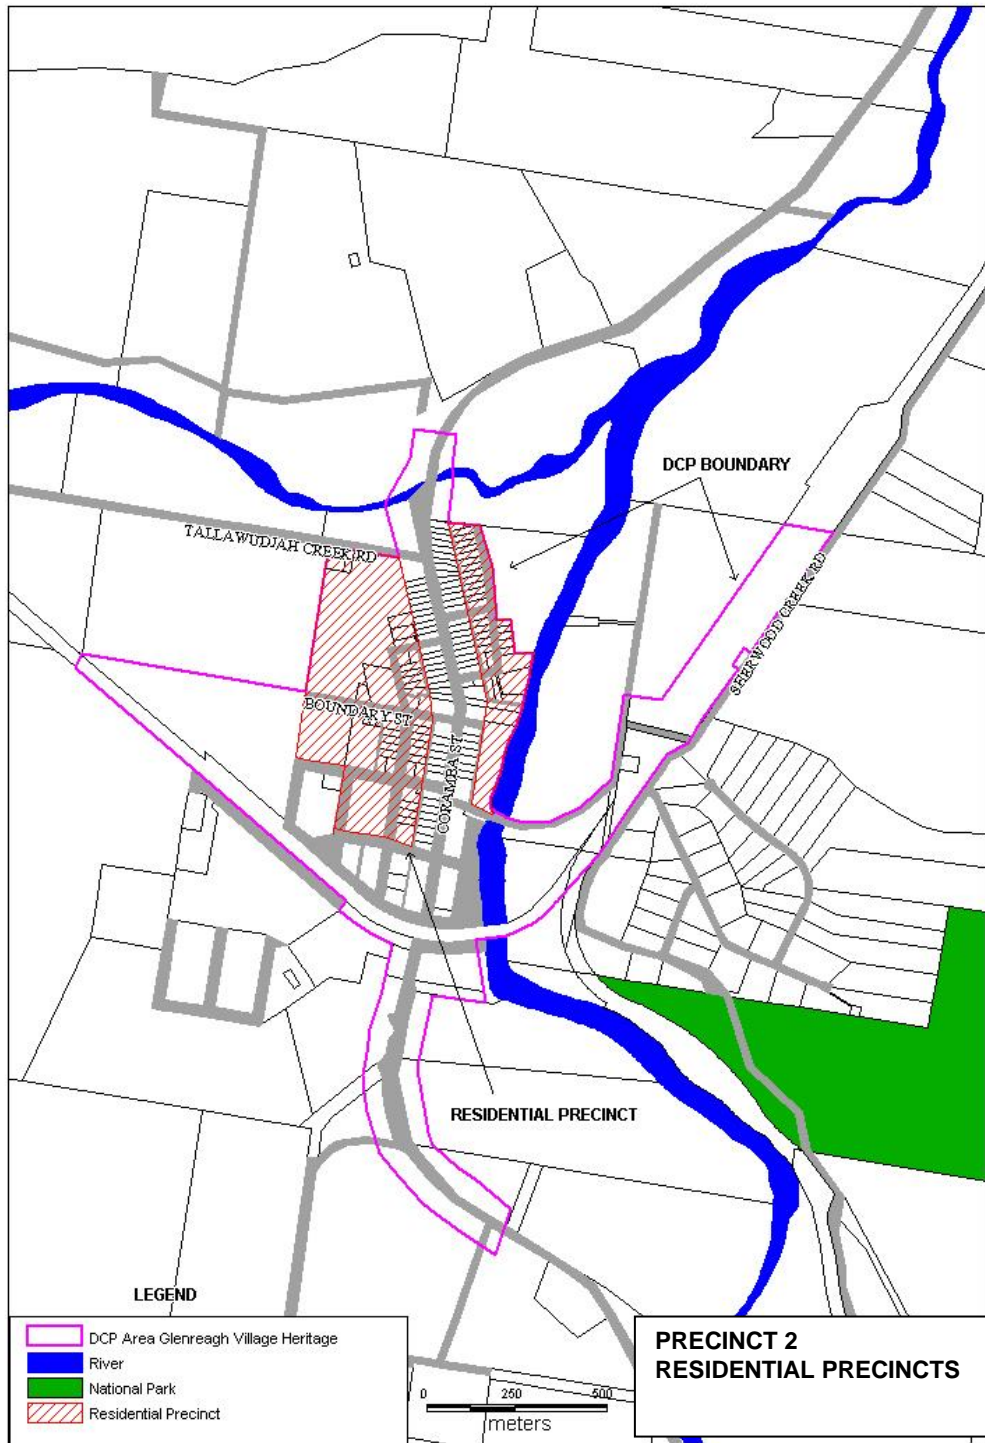 DCP BOUNDARY
TALLAWUDJAH CREEK RD
SHERWOOD CREEK RD
BOUNDARY ST
CORAMBA ST
RESIDENTIAL PRECINCT
LEGEND
DCP Area Glenreagh Village Heritage
River
National Park
Residential Precinct
0 250 500
meters
PRECINCT 2
RESIDENTIAL PRECINCTS